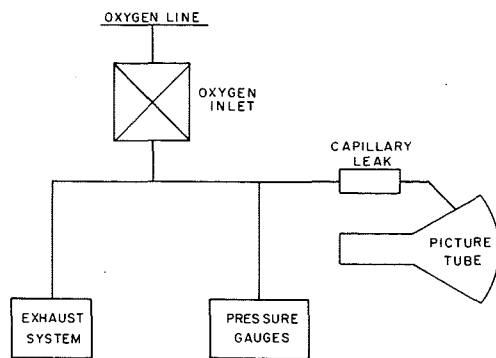 OXYGEN LINE
OXYGEN
INLET
CAPILLARY
LEAK
PICTURE
TUBE
EXHAUST
SYSTEM
PRESSURE
GAUGES